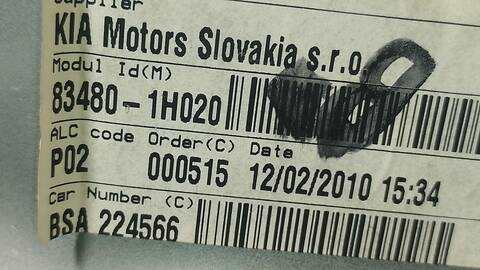 Supplier
KIA Motors Slovakia s.r.o.
Modul Id(M)
83480-1H020
ALC code Order(C) Date
P02 000515 12/02/2010 15:34
Car Number (C)
BSA 224566